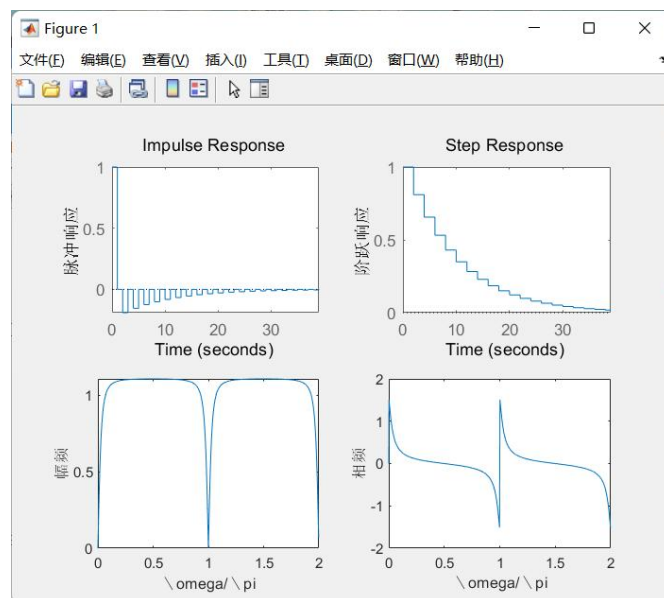 Figure 1
文件(F) 编辑(E) 查看(V) 插入(I) 工具(T) 桌面(D) 窗口(W) 帮助(H)
Impulse Response
脉冲响应
1
0.5
0
0 10 20 30
Time (seconds)
Step Response
阶跃响应
1
0.5
0
0 10 20 30
Time (seconds)
幅频
1
0.5
0
0 0.5 1 1.5 2
\omega/\pi
相频
2
1
0
-1
-2
0 0.5 1 1.5 2
\omega/\pi